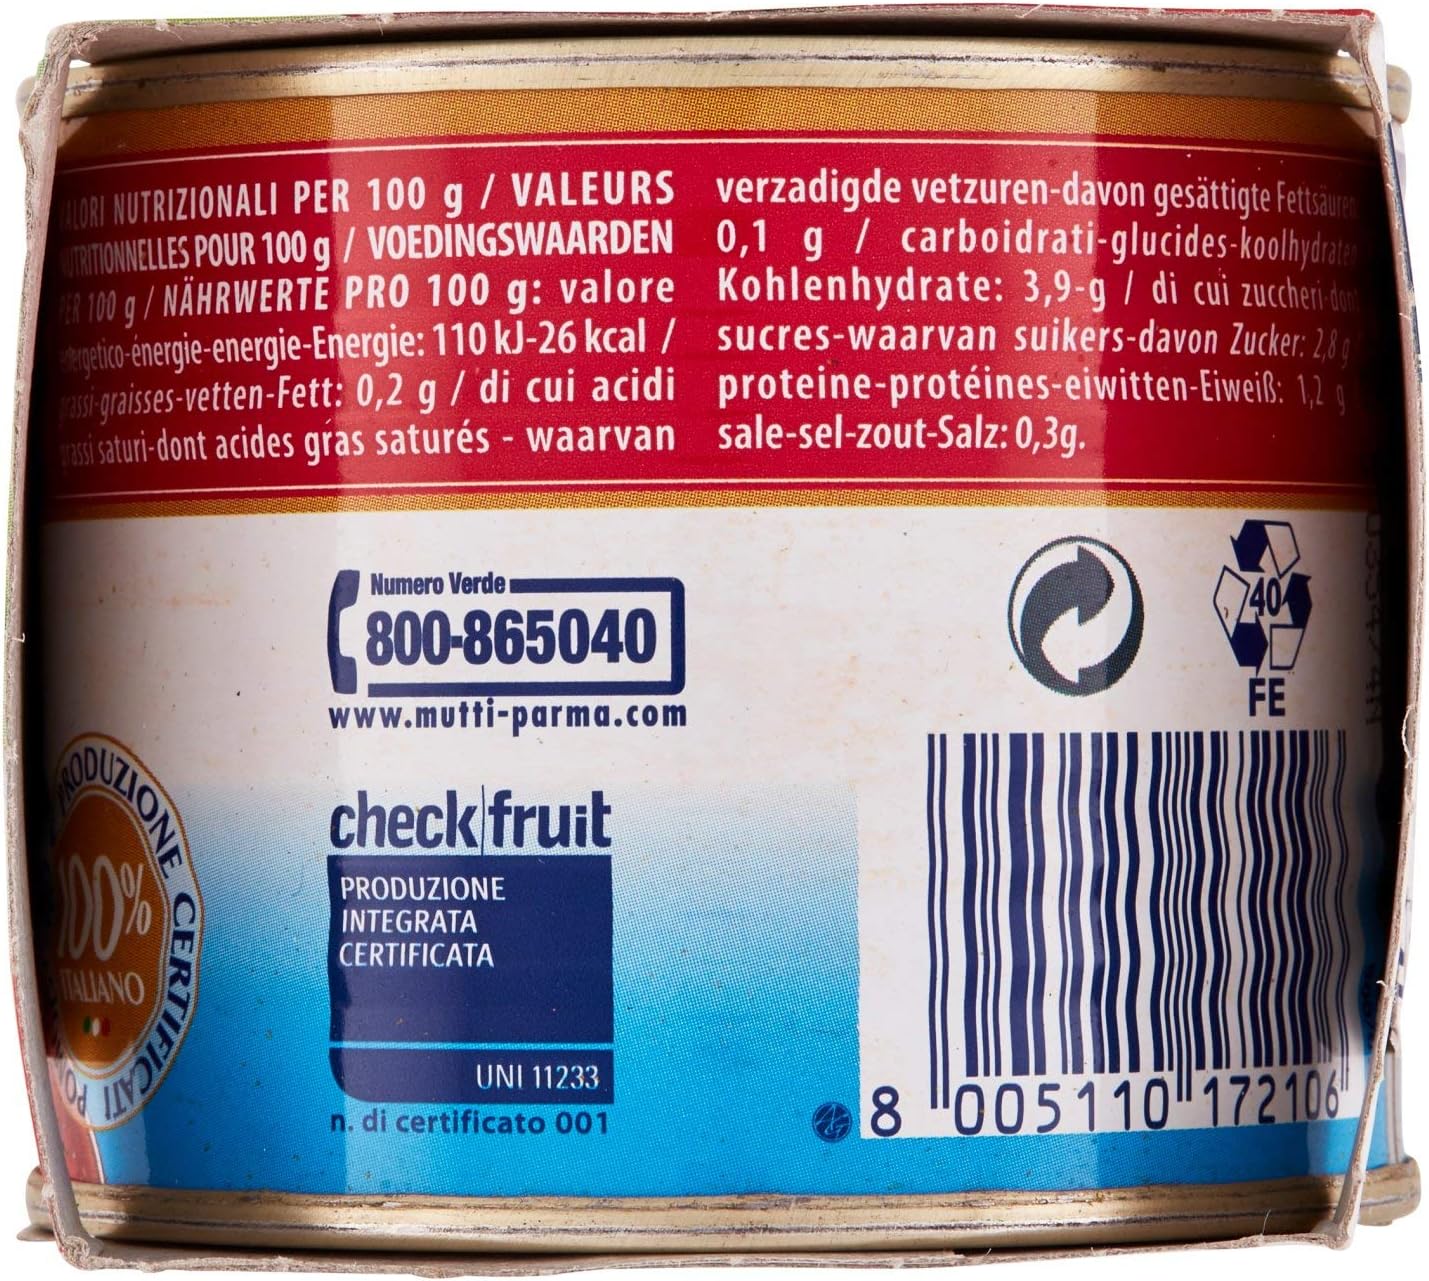 VALORI NUTRIZIONALI PER 100 g / VALEURS
NUTRITIONNELLES POUR 100 g / VOEDINGSWAARDEN
PER 100 g / NÄHRWERTE PRO 100 g: valore
energetico-énergie-energie-Energie: 110 kJ-26 kcal /
grassi-graisses-vetten-Fett: 0,2 g / di cui acidi
grassi saturi-dont acides gras saturés - waarvan
verzadigde vetzuren-davon gesättigte Fettsäuren
0,1 g / carboidrati-glucides-koolhydraten
Kohlenhydrate: 3,9-g / di cui zuccheri-dont
sucres-waarvan suikers-davon Zucker: 2,8 g
proteine-protéines-eiwitten-Eiweiß: 1,2 g
sale-sel-zout-Salz: 0,3g.
Numero Verde
800-865040
www.mutti-parma.com
40
FE
PRODUZIONE CERTIFICATI
100%
ITALIANO
check fruit
PRODUZIONE
INTEGRATA
CERTIFICATA
UNI 11233
n. di certificato 001
8 005110 172106